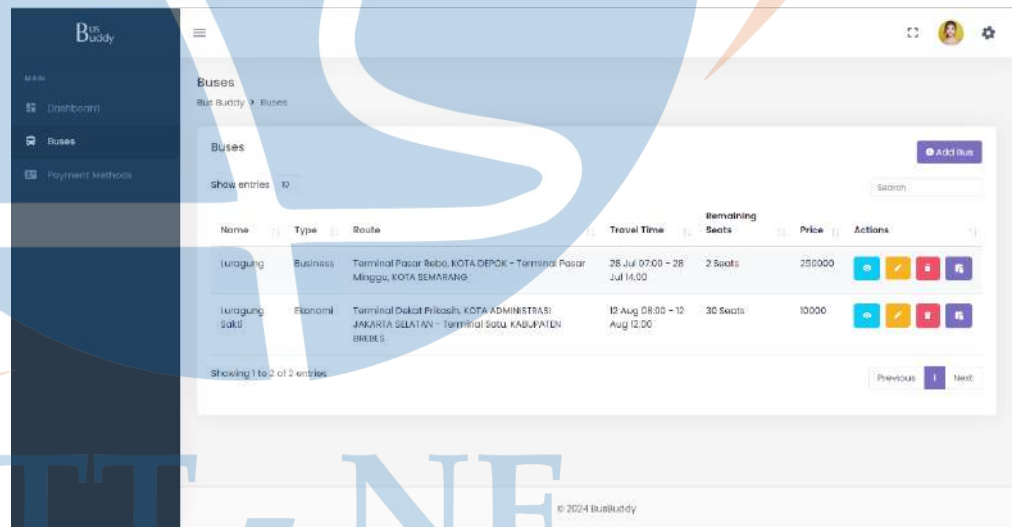 Bus
Buddy
MAIN
Dashboard
Buses
Payment Methods
Buses
Bus Buddy > Buses
Buses
Add Bus
Show entries 10
Search...
Name Type Route Travel Time Remaining Seats Price Actions
Luragung Business Terminal Pasar Rebo, KOTA DEPOK - Terminal Pasar Minggu, KOTA SEMARANG 28 Jul 07:00 - 28 Jul 14:00 2 Seats 250000
Luragung Sakti Ekonomi Terminal Dekat Prikasih, KOTA ADMINISTRASI JAKARTA SELATAN - Terminal Satu, KABUPATEN BREBES 12 Aug 08:00 - 12 Aug 12:00 30 Seats 10000
Showing 1 to 2 of 2 entries
Previous 1 Next
© 2024 BusBuddy
STT - NF